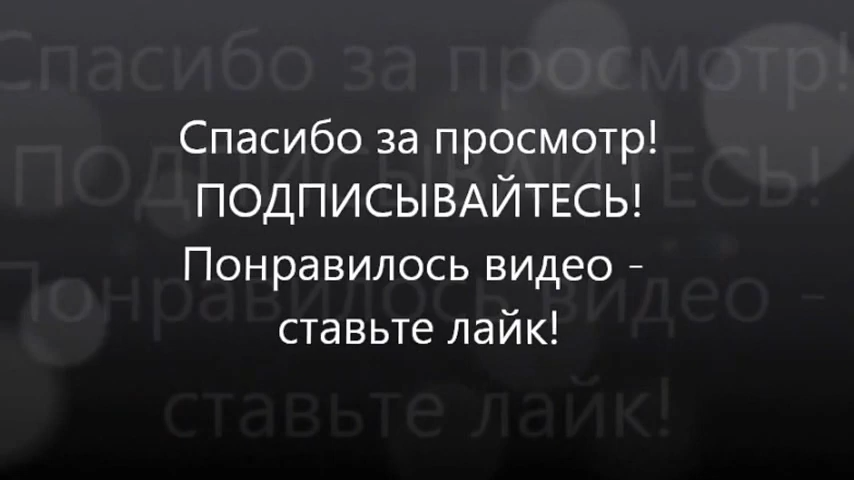 Спасибо за просмотр!
ПОДПИСЫВАЙТЕСЬ!
Понравилось видео -
ставьте лайк!